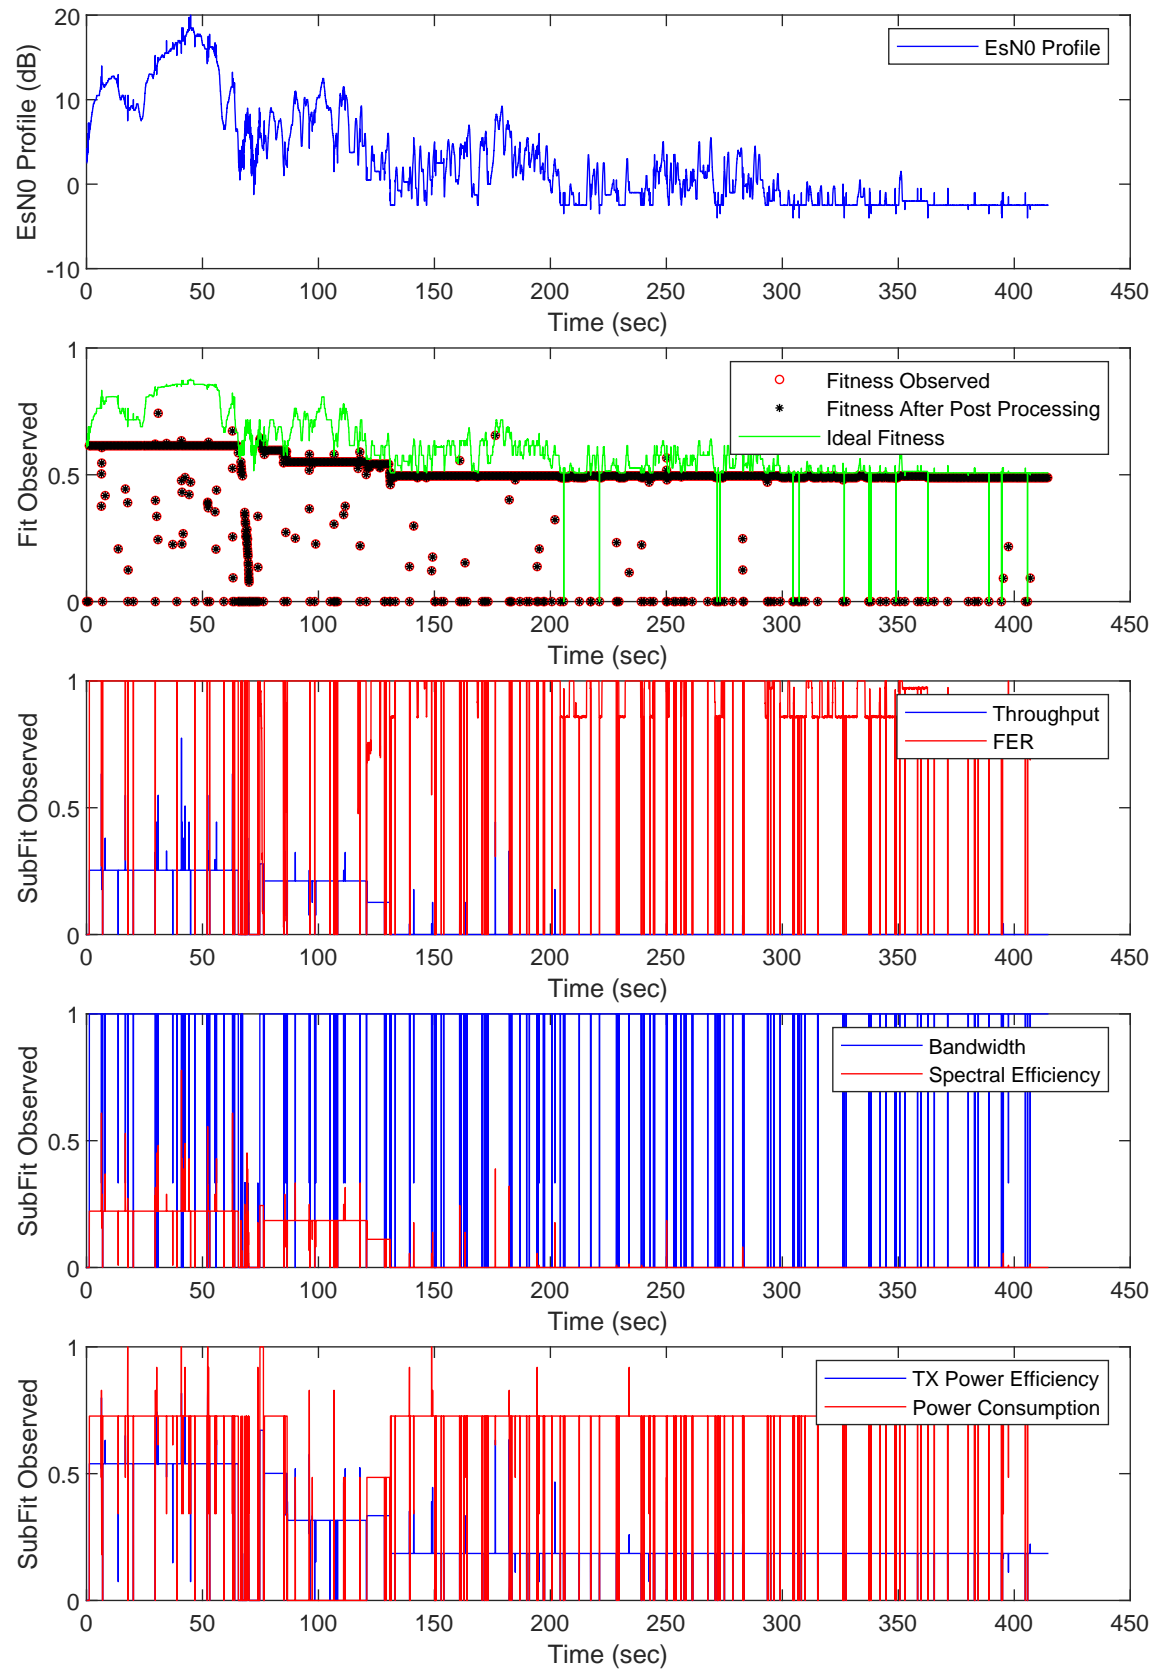 20
10
0
-10
EsN0 Profile (dB)
EsN0 Profile
0 50 100 150 200 250 300 350 400 450
Time (sec)
1
0.5
0
Fit Observed
Fitness Observed
Fitness After Post Processing
Ideal Fitness
0 50 100 150 200 250 300 350 400 450
Time (sec)
1
0.5
0
SubFit Observed
Throughput
FER
0 50 100 150 200 250 300 350 400 450
Time (sec)
1
0.5
0
SubFit Observed
Bandwidth
Spectral Efficiency
0 50 100 150 200 250 300 350 400 450
Time (sec)
1
0.5
0
SubFit Observed
TX Power Efficiency
Power Consumption
0 50 100 150 200 250 300 350 400 450
Time (sec)